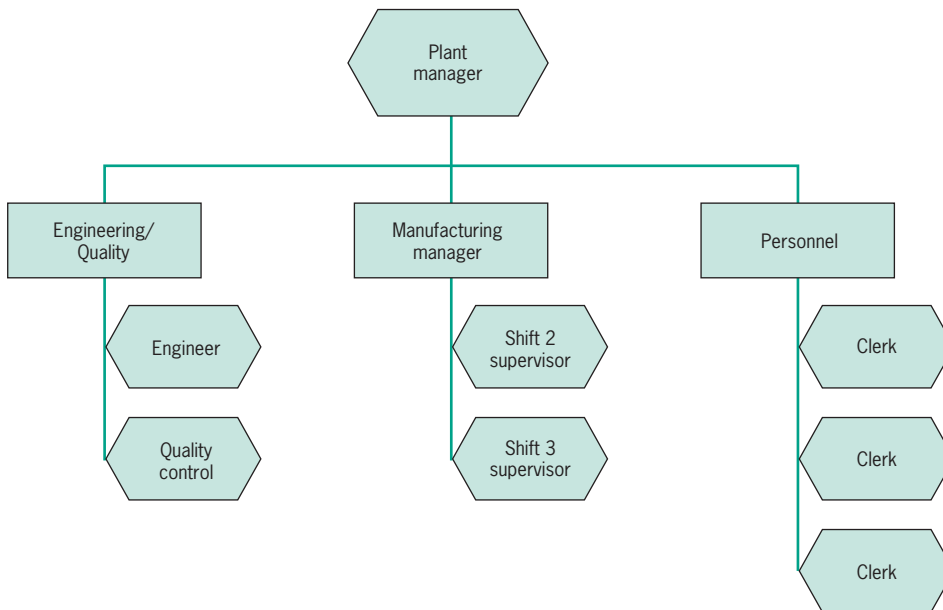 Plant
manager
Engineering/
Quality
Manufacturing
manager
Personnel
Engineer
Shift 2
supervisor
Clerk
Quality
control
Shift 3
supervisor
Clerk
Clerk